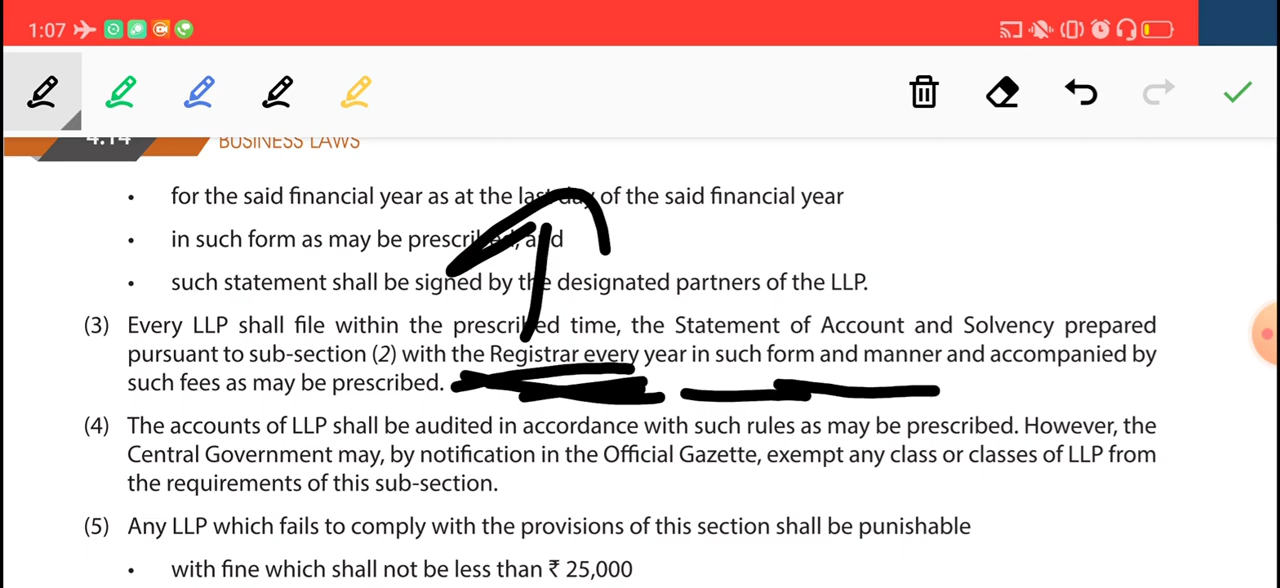 1:07
4.14 BUSINESS LAWS
• for the said financial year as at the last day of the said financial year
• in such form as may be prescribed, and
• such statement shall be signed by the designated partners of the LLP.
(3) Every LLP shall file within the prescribed time, the Statement of Account and Solvency prepared
pursuant to sub-section (2) with the Registrar every year in such form and manner and accompanied by
such fees as may be prescribed.
(4) The accounts of LLP shall be audited in accordance with such rules as may be prescribed. However, the
Central Government may, by notification in the Official Gazette, exempt any class or classes of LLP from
the requirements of this sub-section.
(5) Any LLP which fails to comply with the provisions of this section shall be punishable
• with fine which shall not be less than ₹ 25,000